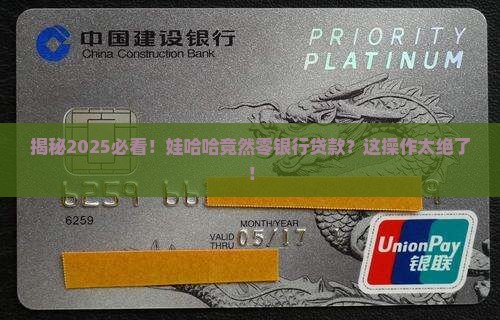 中国建设银行
China Construction Bank
PRIORITY
PLATINUM
揭秘2025必看！娃哈哈竟然零银行贷款？这操作太绝了
！
6259
6259
MONTH/YEAR
VALID
THRU
05/17
UnionPay
银联